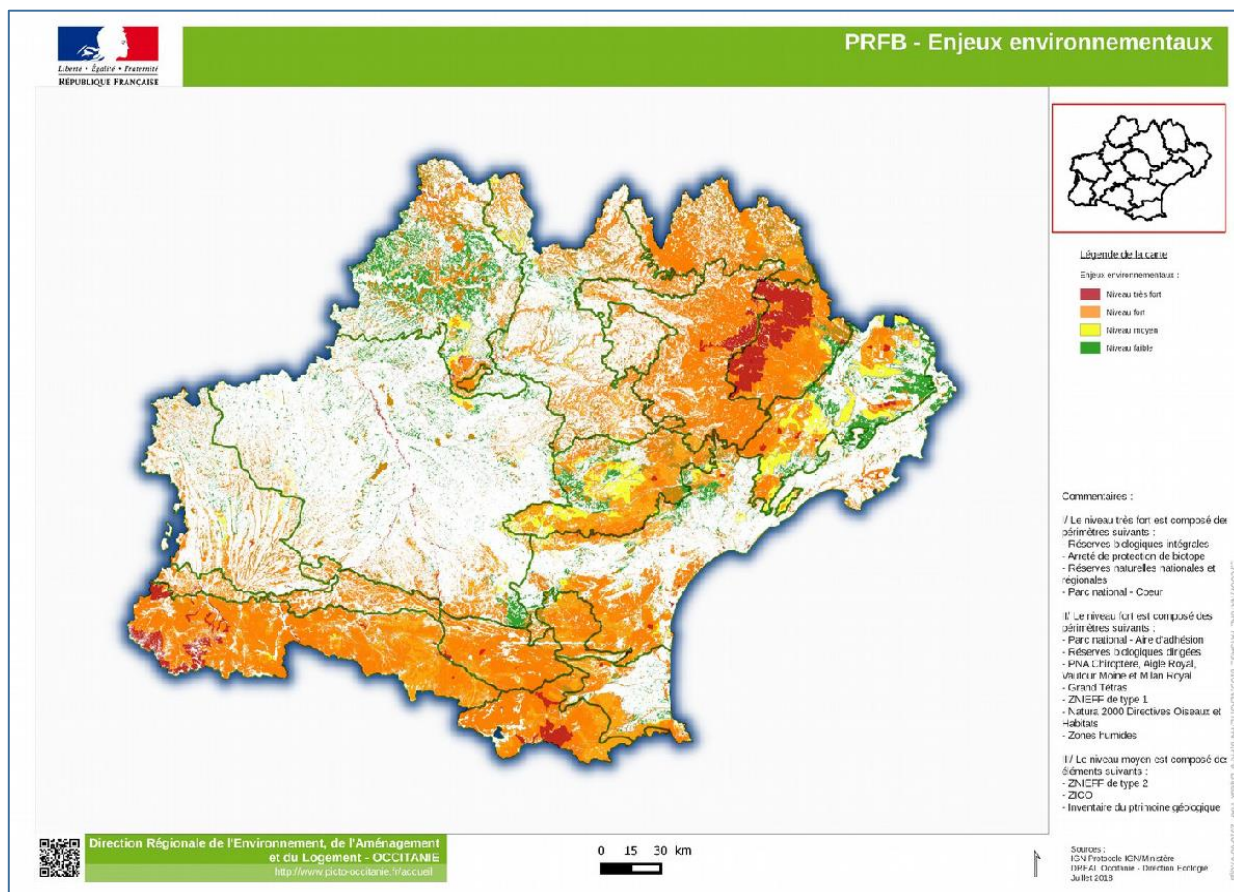 Liberté • Égalité • Fraternité
RÉPUBLIQUE FRANÇAISE
PRFB - Enjeux environnementaux
Légende de la carte
Enjeux environnementaux :
Niveau très fort
Niveau fort
Niveau moyen
Niveau faible
Commentaires :
I/ Le niveau très fort est composé des
périmètres suivants :
- Réserves biologiques intégrales
- Arreté de protection de biotope
- Réserves naturelles nationales et
régionales
- Parc national - Coeur
II/ Le niveau fort est composé des
périmètres suivants :
- Parc national - Aire d'adhésion
- Réserves biologiques dirigées
- PNA Chiroptère, Aigle Royal,
Vautour Moine et Milan Royal
- Grand Tétras
- ZNIEFF de type 1
- Natura 2000 Directives Oiseaux et
Habitats
- Zones humides
II / Le niveau moyen est composé des
éléments suivants :
- ZNIEFF de type 2
- ZICO
- Inventaire du ptrimoine géologique
Direction Régionale de l'Environnement, de l'Aménagement
et du Logement - OCCITANIE
http://www.picto-occitanie.fr/accueil
0 15 30 km
Sources :
IGN Protocole IGN/Ministère
DREAL Occitanie - Direction Ecologie
Juillet 2018